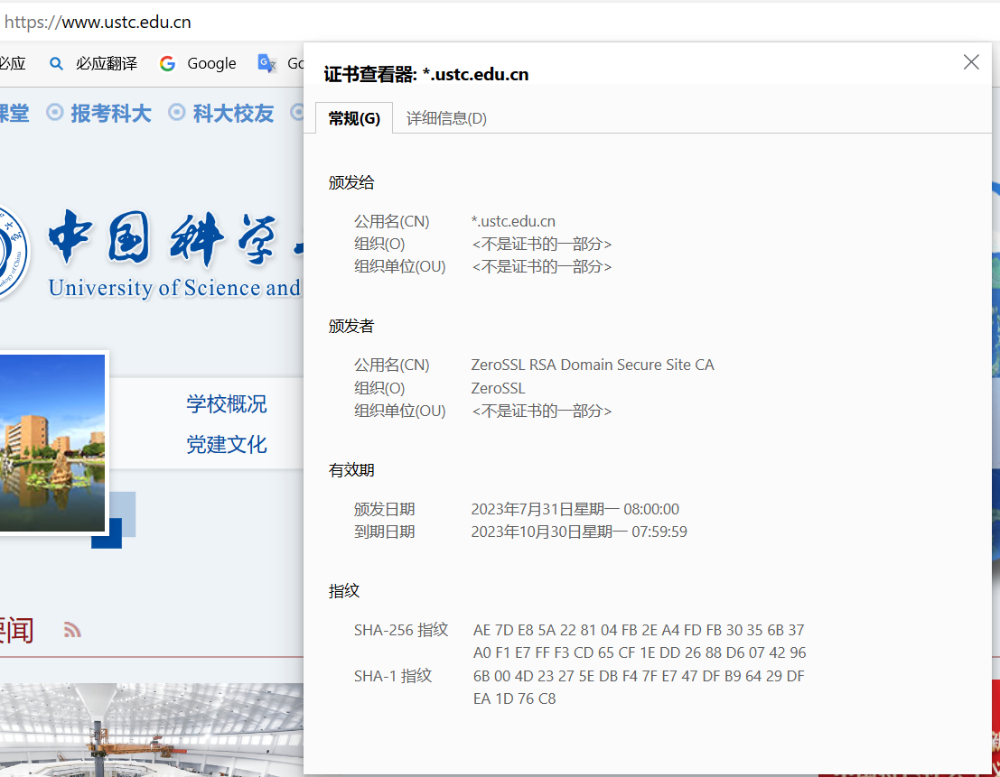 https://www.ustc.edu.cn
必应
必应翻译
Google
课堂
报考科大
科大校友
中国科学
University of Science and
学校概况
党建文化
要闻
证书查看器: *.ustc.edu.cn
常规(G)
详细信息(D)
颁发给
公用名(CN) *.ustc.edu.cn
组织(O) <不是证书的一部分>
组织单位(OU) <不是证书的一部分>
颁发者
公用名(CN) ZeroSSL RSA Domain Secure Site CA
组织(O) ZeroSSL
组织单位(OU) <不是证书的一部分>
有效期
颁发日期 2023年7月31日星期一 08:00:00
到期日期 2023年10月30日星期一 07:59:59
指纹
SHA-256 指纹 AE 7D E8 5A 22 81 04 FB 2E A4 FD FB 30 35 6B 37
A0 F1 E7 FF F3 CD 65 CF 1E DD 26 88 D6 07 42 96
SHA-1 指纹 6B 00 4D 23 27 5E DB F4 7F E7 47 DF B9 64 29 DF
EA 1D 76 C8